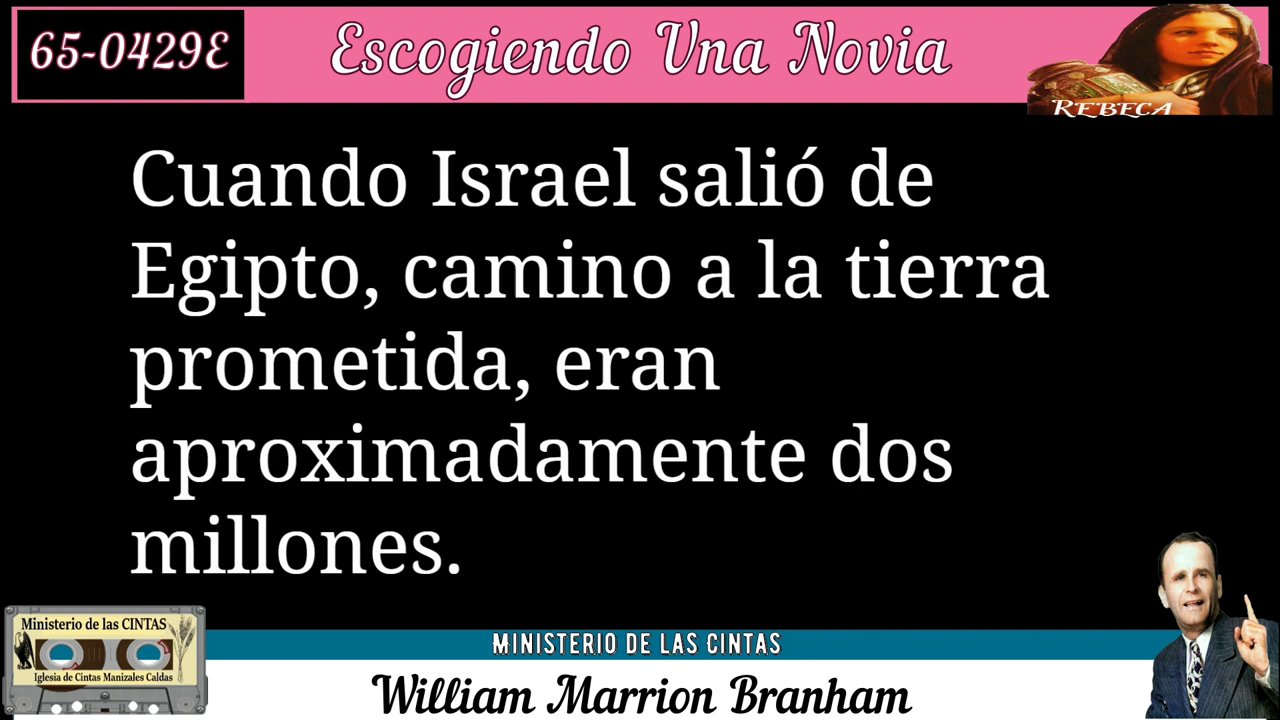 65-0429E
Escogiendo Una Novia
REBECA
Cuando Israel salió de
Egipto, camino a la tierra
prometida, eran
aproximadamente dos
millones.
Ministerio de las CINTAS
Iglesia de Cintas Manizales Caldas
MINISTERIO DE LAS CINTAS
William Marrion Branham